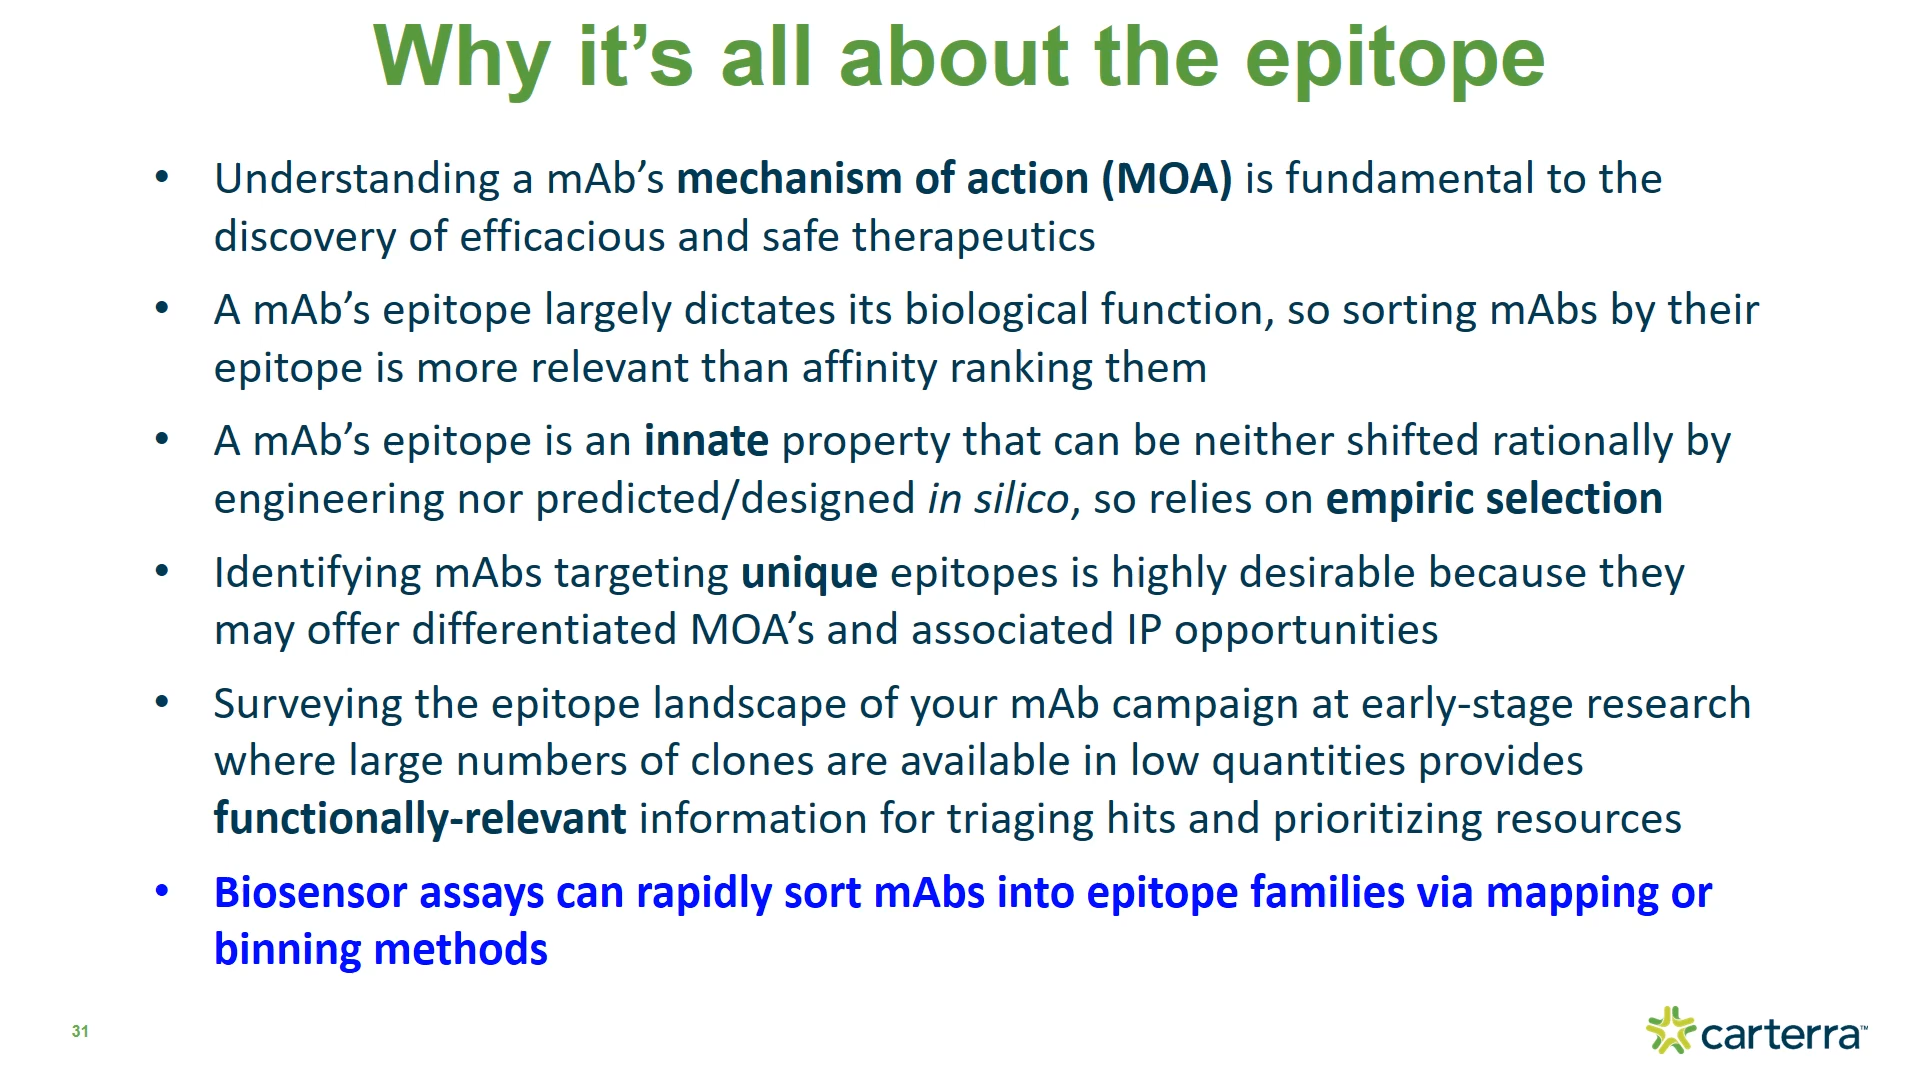 Why it’s all about the epitope
• Understanding a mAb’s mechanism of action (MOA) is fundamental to the
discovery of efficacious and safe therapeutics
• A mAb’s epitope largely dictates its biological function, so sorting mAbs by their
epitope is more relevant than affinity ranking them
• A mAb’s epitope is an innate property that can be neither shifted rationally by
engineering nor predicted/designed in silico, so relies on empiric selection
• Identifying mAbs targeting unique epitopes is highly desirable because they
may offer differentiated MOA’s and associated IP opportunities
• Surveying the epitope landscape of your mAb campaign at early-stage research
where large numbers of clones are available in low quantities provides
functionally-relevant information for triaging hits and prioritizing resources
• Biosensor assays can rapidly sort mAbs into epitope families via mapping or
binning methods
31
carterra™